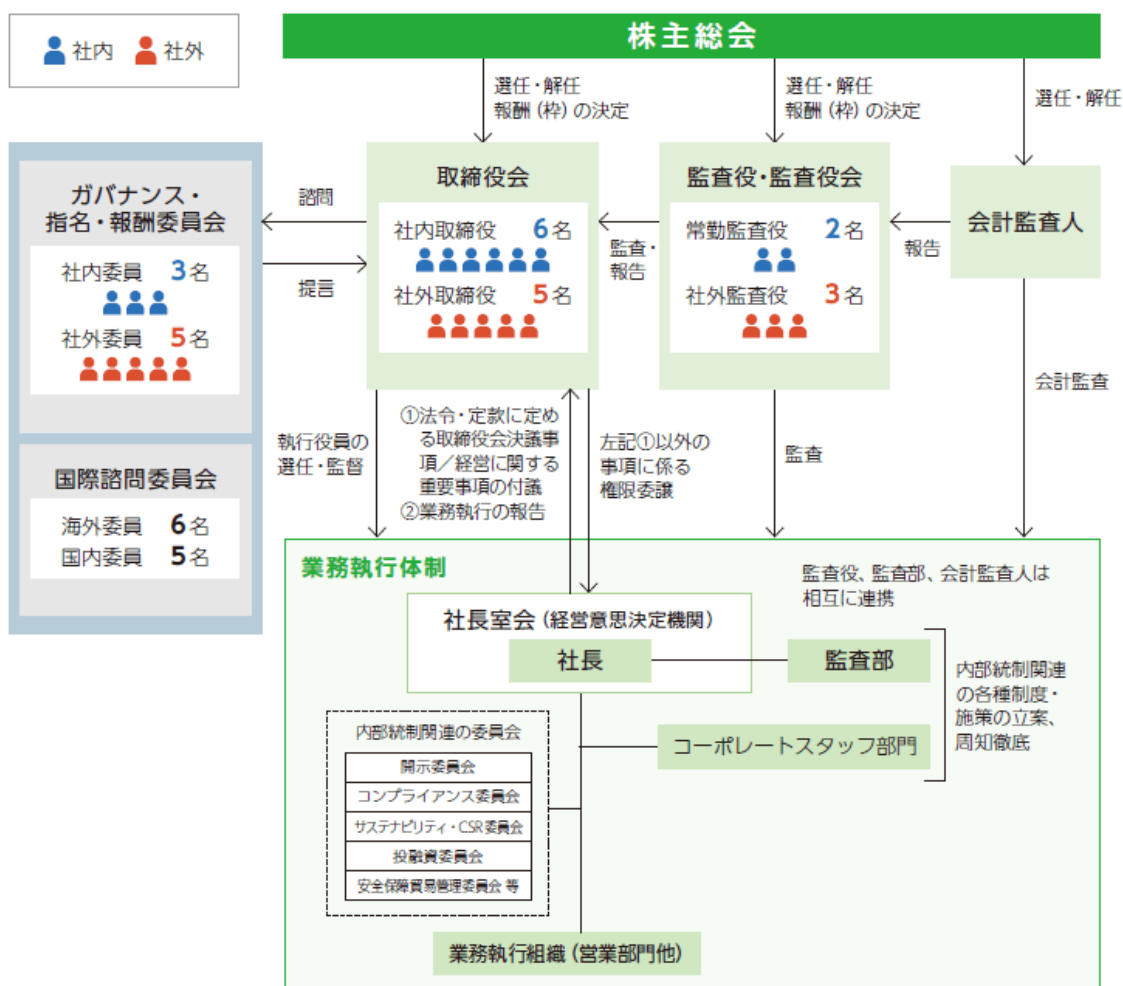 社内 社外
株主総会
選任・解任
報酬（枠）の決定
選任・解任
報酬（枠）の決定
選任・解任
ガバナンス・
指名・報酬委員会
社内委員 3名
社外委員 5名
諮問
提言
取締役会
社内取締役 6名
社外取締役 5名
監査・
報告
監査役・監査役会
常勤監査役 2名
社外監査役 3名
報告
会計監査人
国際諮問委員会
海外委員 6名
国内委員 5名
執行役員の
選任・監督
①法令・定款に定め
る取締役会決議事
項／経営に関する
重要事項の付議
②業務執行の報告
左記①以外の
事項に係る
権限委譲
監査
会計監査
業務執行体制
監査役、監査部、会計監査人は
相互に連携
社長室会（経営意思決定機関）
社長
監査部
コーポレートスタッフ部門
内部統制関連
の各種制度・
施策の立案、
周知徹底
内部統制関連の委員会
開示委員会
コンプライアンス委員会
サステナビリティ・CSR委員会
投融資委員会
安全保障貿易管理委員会 等
業務執行組織（営業部門他）